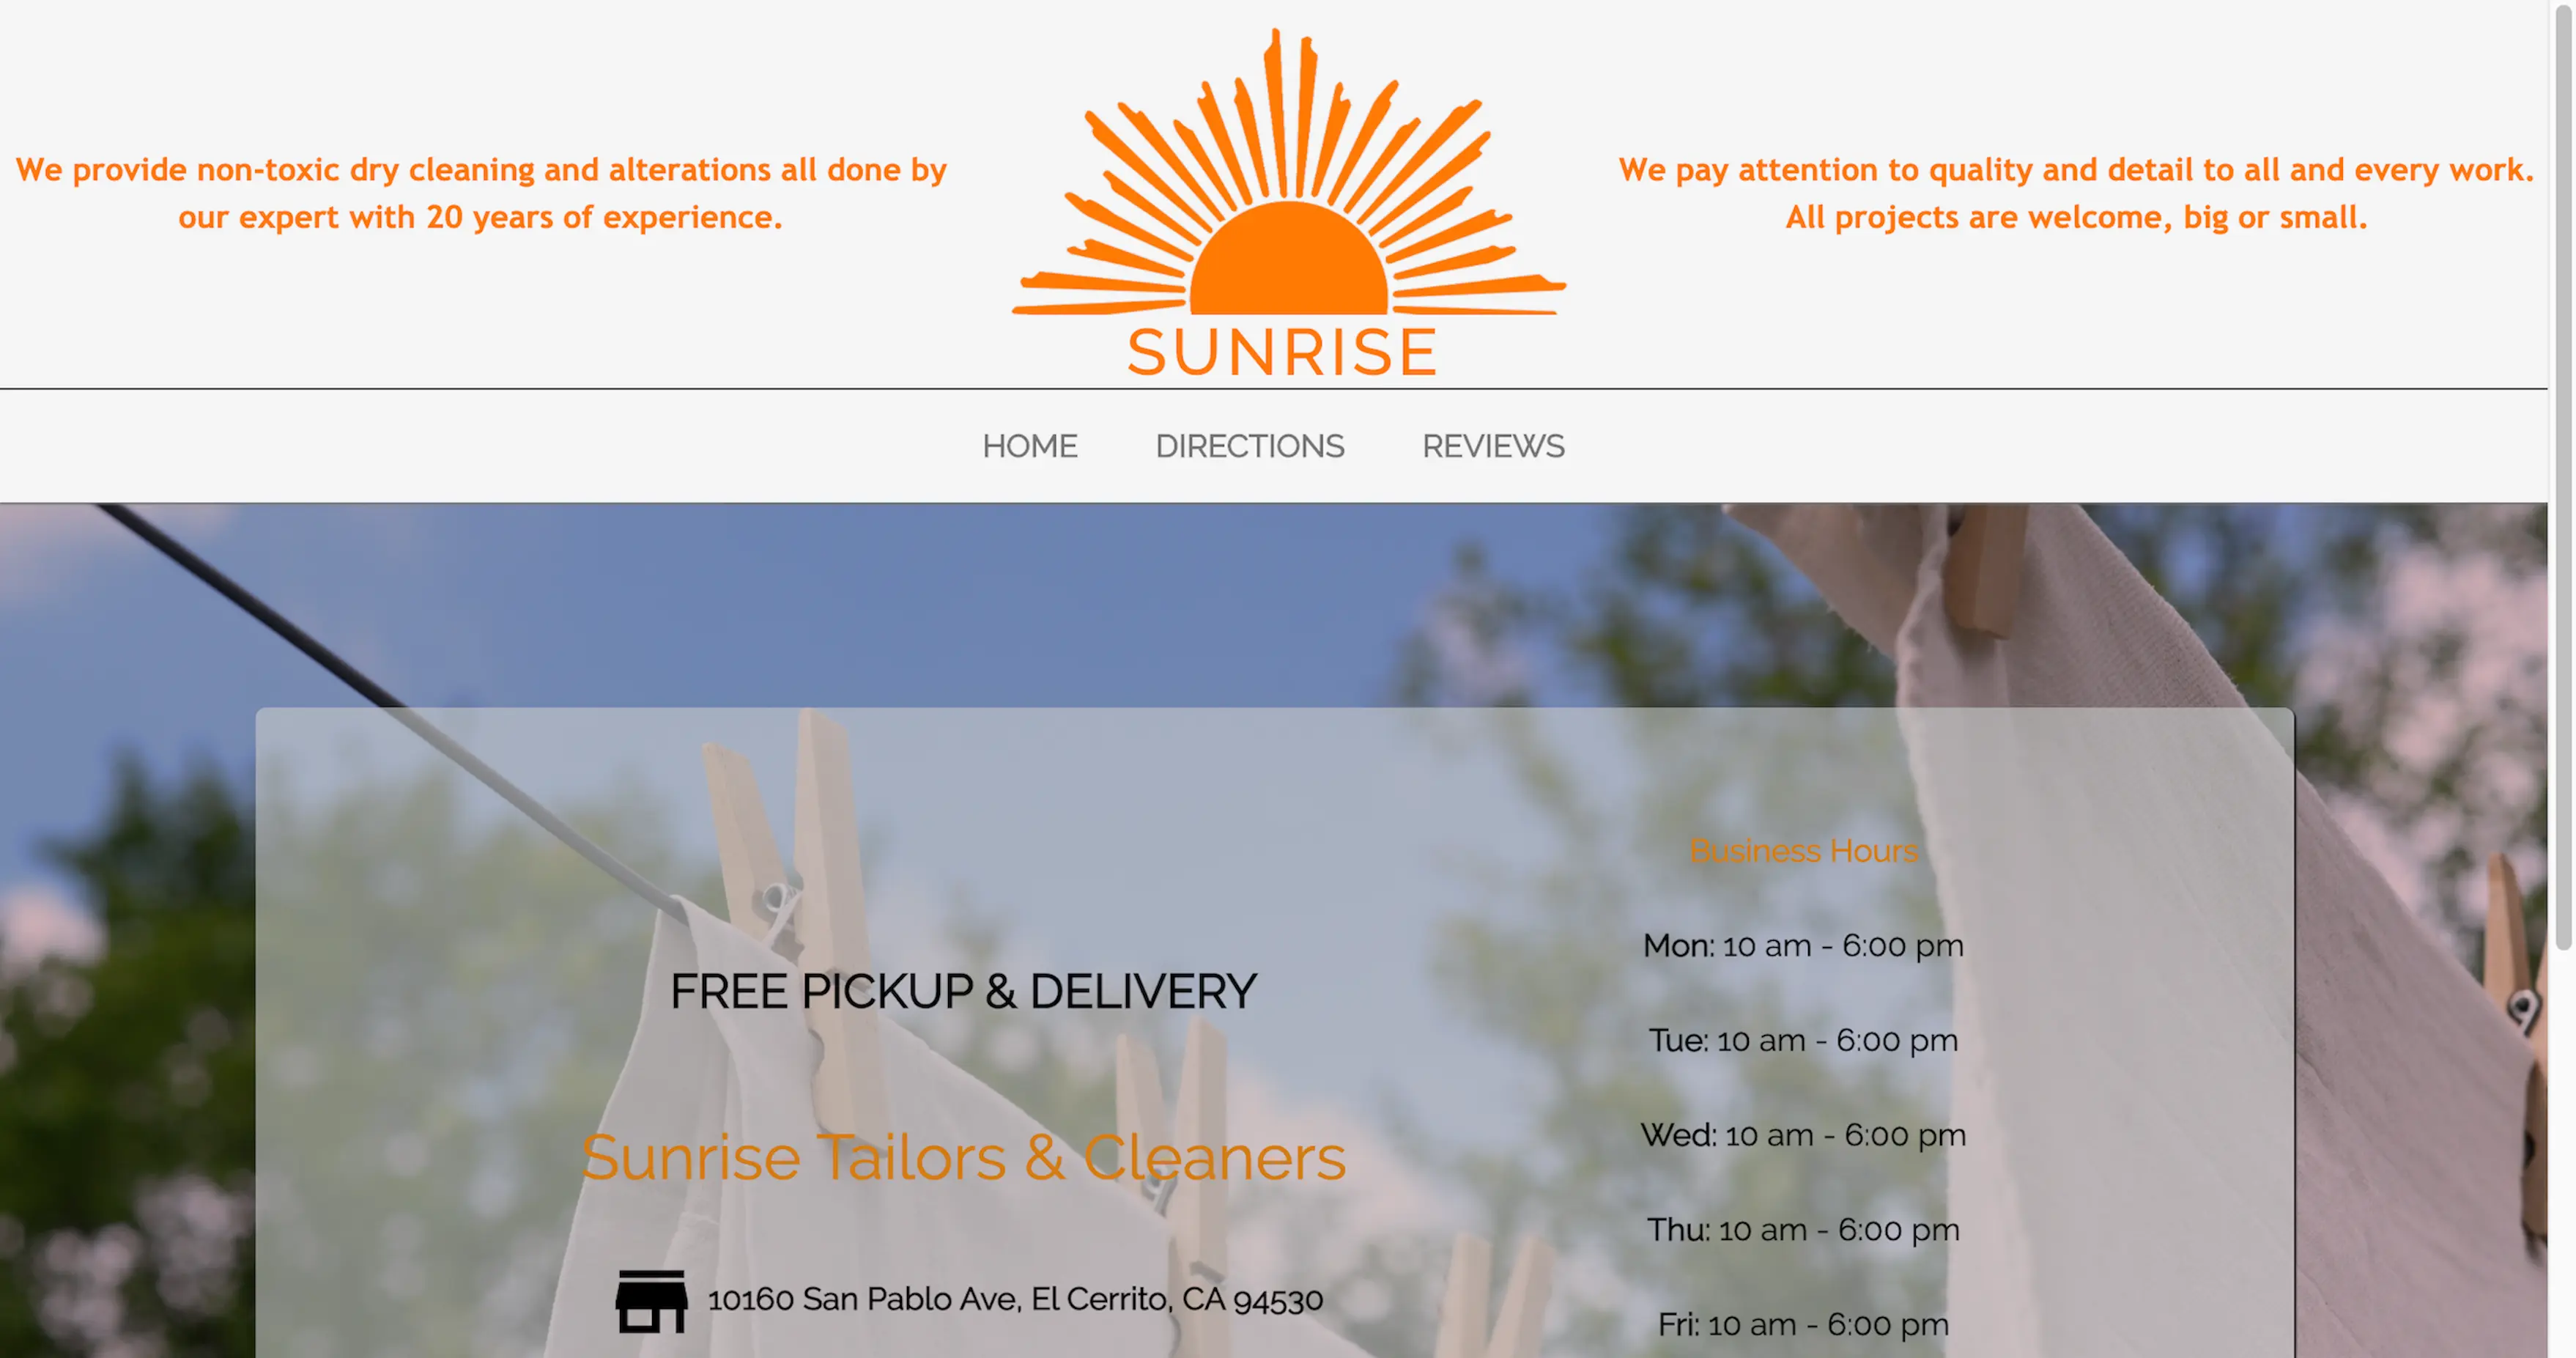 We provide non-toxic dry cleaning and alterations all done by
our expert with 20 years of experience.
SUNRISE
We pay attention to quality and detail to all and every work.
All projects are welcome, big or small.
HOME
DIRECTIONS
REVIEWS
FREE PICKUP & DELIVERY
Sunrise Tailors & Cleaners
10160 San Pablo Ave, El Cerrito, CA 94530
Business Hours
Mon: 10 am - 6:00 pm
Tue: 10 am - 6:00 pm
Wed: 10 am - 6:00 pm
Thu: 10 am - 6:00 pm
Fri: 10 am - 6:00 pm